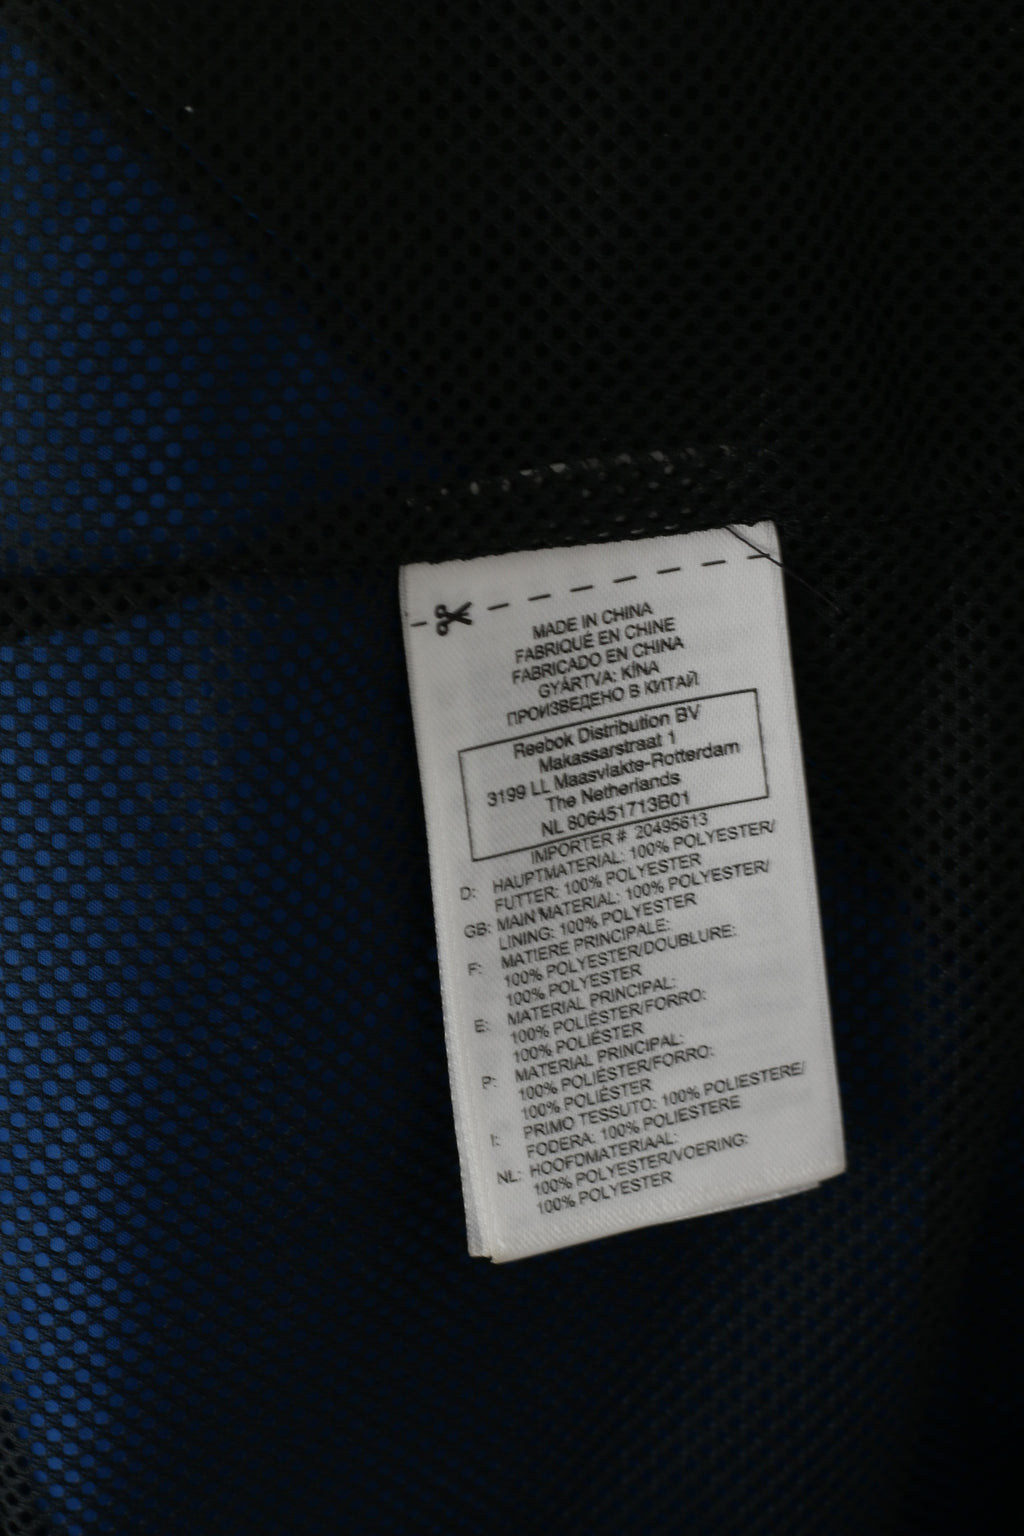 MADE IN CHINA
FABRIQUÉ EN CHINE
FABRICADO EN CHINA
GYÁRTVA: KÍNA
ПРОИЗВЕДЕНО В КИТАЙ
Reebok Distribution BV
Makassarstraat 1
3199 LL Maasvlakte-Rotterdam
The Netherlands
NL 806451713B01
IMPORTER # 20495613
D: HAUPTMATERIAL: 100% POLYESTER/
FUTTER: 100% POLYESTER
GB: MAIN MATERIAL: 100% POLYESTER/
LINING: 100% POLYESTER
F: MATIERE PRINCIPALE:
100% POLYESTER/DOUBLURE:
100% POLYESTER
E: MATERIAL PRINCIPAL:
100% POLIÉSTER/FORRO:
100% POLIÉSTER
P: MATERIAL PRINCIPAL:
100% POLIÉSTER/FORRO:
100% POLIÉSTER
I: PRIMO TESSUTO: 100% POLIESTERE/
FODERA: 100% POLIESTERE
NL: HOOFDMATERIAAL:
100% POLYESTER/VOERING:
100% POLYESTER